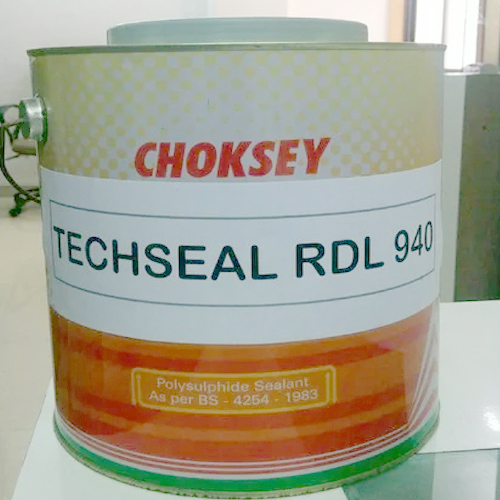 CHOKSEY
TECHSEAL RDL 940
Polysulphide Sealant
As per BS - 4254 - 1983